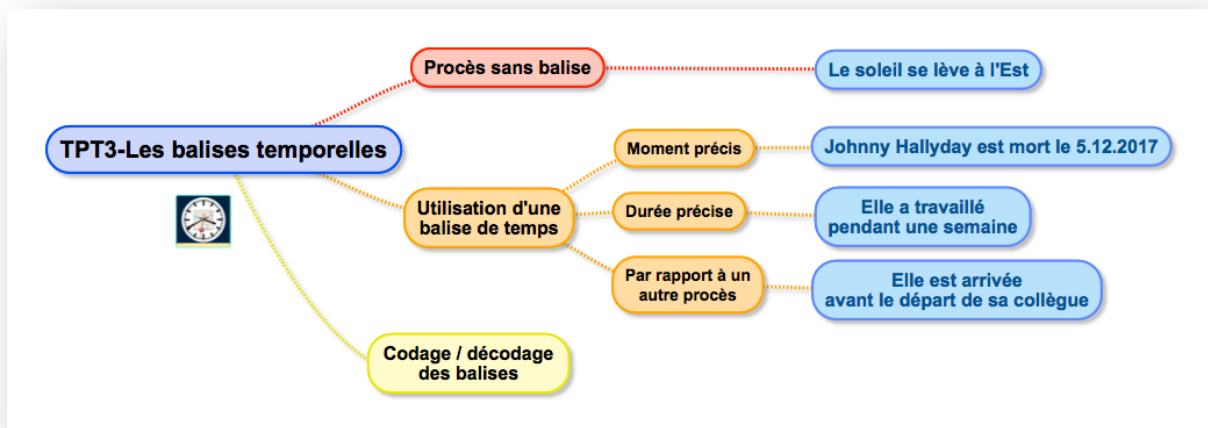 Procès sans balise
Le soleil se lève à l'Est
TPT3-Les balises temporelles
Utilisation d'une
balise de temps
Moment précis
Johnny Hallyday est mort le 5.12.2017
Durée précise
Elle a travaillé
pendant une semaine
Par rapport à un
autre procès
Elle est arrivée
avant le départ de sa collègue
Codage / décodage
des balises